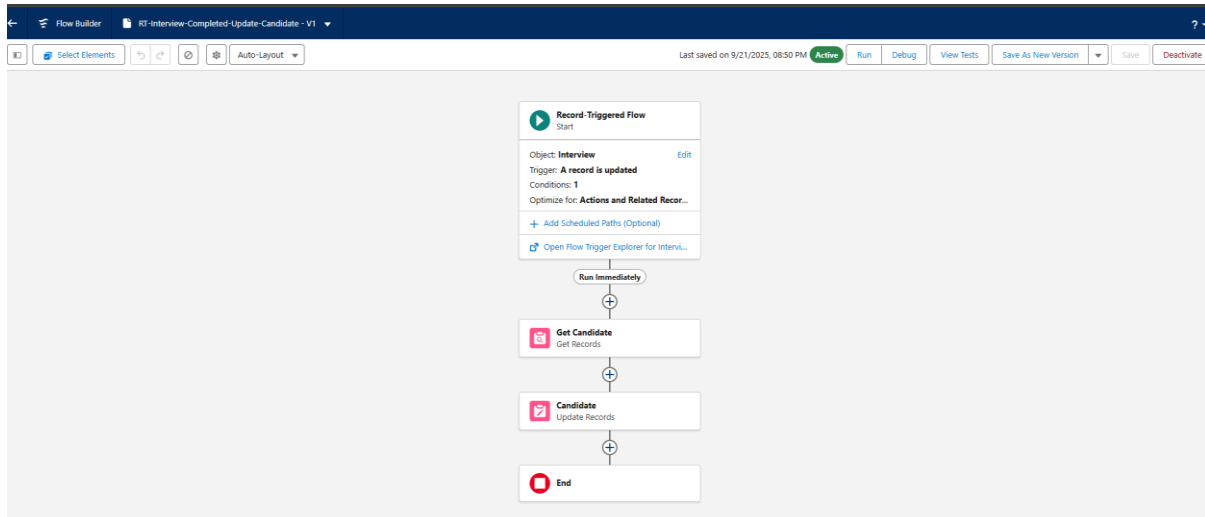 Flow Builder
RT-Interview-Completed-Update-Candidate - V1
?
Select Elements
Auto-Layout
Last saved on 9/21/2025, 08:50 PM
Active
Run
Debug
View Tests
Save As New Version
Save
Deactivate
Record-Triggered Flow
Start
Object: Interview
Edit
Trigger: A record is updated
Conditions: 1
Optimize for: Actions and Related Recor...
+ Add Scheduled Paths (Optional)
Open Flow Trigger Explorer for Intervi...
Run Immediately
Get Candidate
Get Records
Candidate
Update Records
End